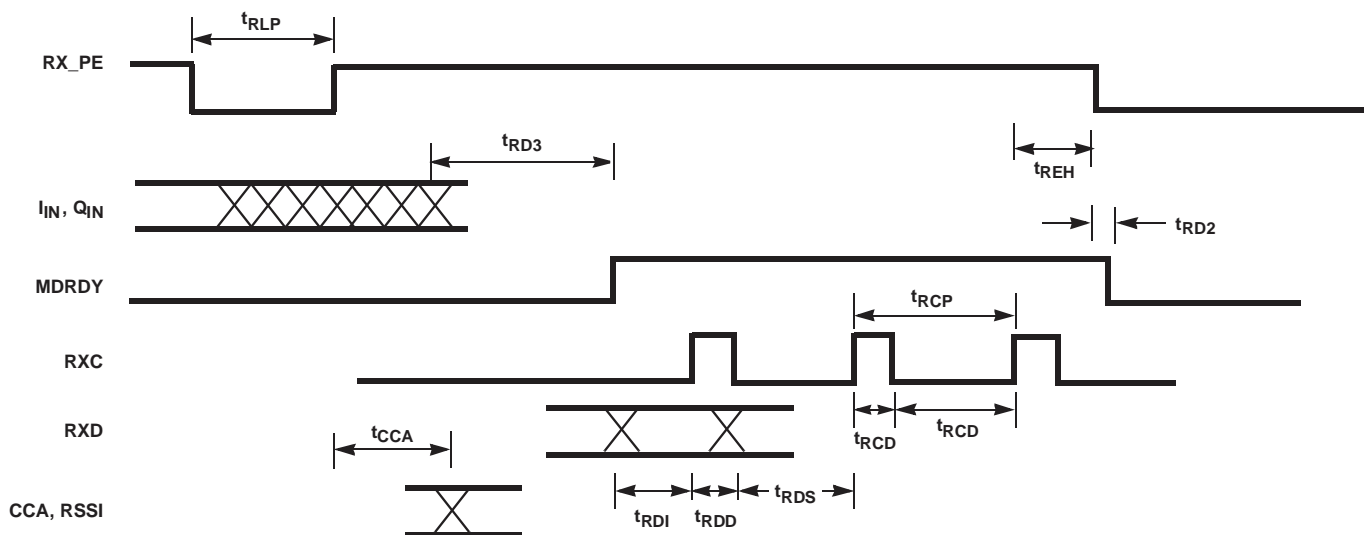 tRLP
RX_PE
tRD3
tREH
IIN, QIN
tRD2
MDRDY
tRCP
RXC
RXD
tRCD
tRCD
tCCA
tRDS
CCA, RSSI
tRDI
tRDD